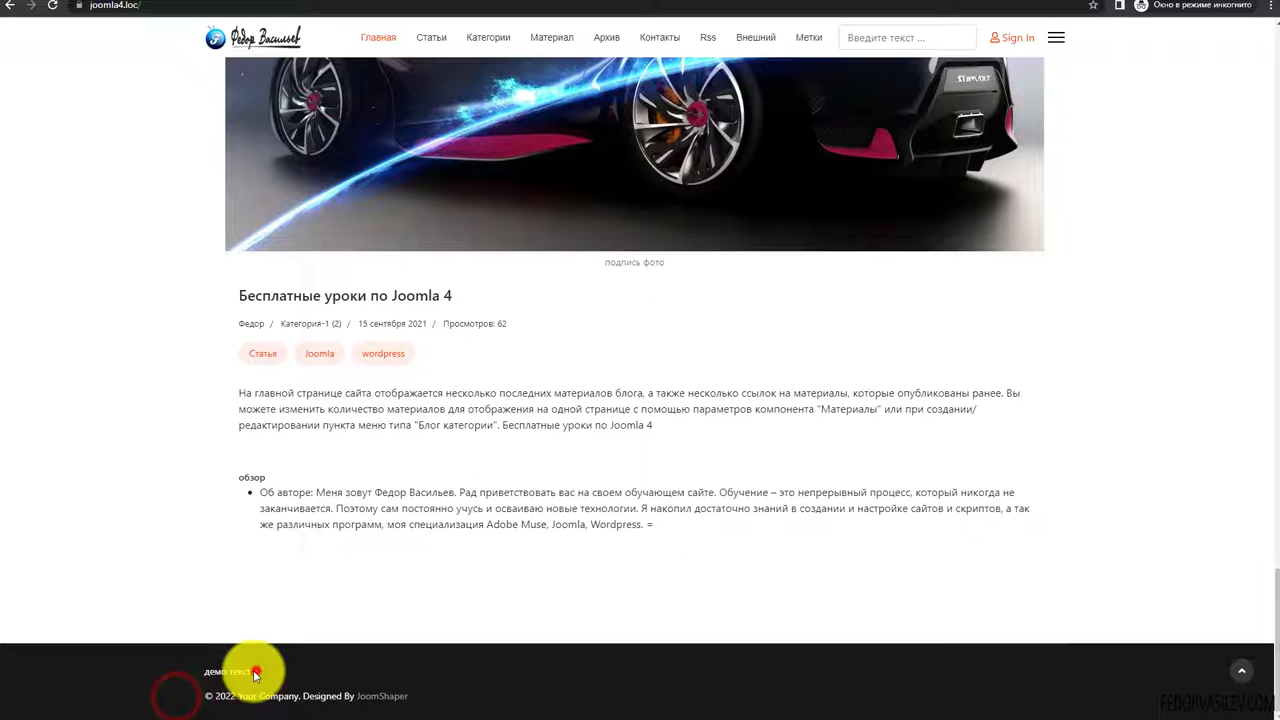 joomla4.loc/
Окно в режиме инкогнито
Федор Васильев
Главная Статьи Категории Материал Архив Контакты Rss Внешний Метки Введите текст ... Sign In
подпись фото
Бесплатные уроки по Joomla 4
Федор / Категория-1 (2) / 15 сентября 2021 / Просмотров: 62
Статья Joomla wordpress
На главной странице сайта отображается несколько последних материалов блога, а также несколько ссылок на материалы, которые опубликованы ранее. Вы
можете изменить количество материалов для отображения на одной странице с помощью параметров компонента "Материалы" или при создании/
редактировании пункта меню типа "Блог категории". Бесплатные уроки по Joomla 4
обзор
Об авторе: Меня зовут Федор Васильев. Рад приветствовать вас на своем обучающем сайте. Обучение – это непрерывный процесс, который никогда не
заканчивается. Поэтому сам постоянно учусь и осваиваю новые технологии. Я накопил достаточно знаний в создании и настройке сайтов и скриптов, а так
же различных программ, моя специализация Adobe Muse, Joomla, Wordpress. =
демо текст
© 2022 Your Company. Designed By JoomShaper
FEDORVASILEV.COM